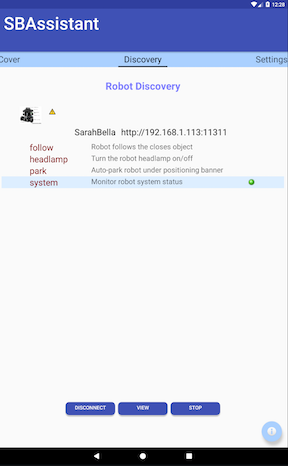 12:28
SBAssistant
Cover Discovery Settings
Robot Discovery
SarahBella http://192.168.1.113:11311
follow Robot follows the closes object
headlamp Turn the robot headlamp on/off
park Auto-park robot under positioning banner
system Monitor robot system status
DISCONNECT VIEW STOP